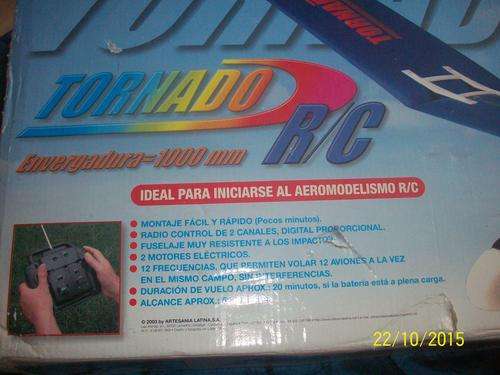 TORNADO
TORNADO
R/C
Envergadura=1000 mm
IDEAL PARA INICIARSE AL AEROMODELISMO R/C
MONTAJE FÁCIL Y RÁPIDO (Pocos minutos).
RADIO CONTROL DE 2 CANALES, DIGITAL PROPORCIONAL.
FUSELAJE MUY RESISTENTE A LOS IMPACTOS.
2 MOTORES ELÉCTRICOS.
12 FRECUENCIAS, QUE PERMITEN VOLAR 12 AVIONES A LA VEZ
EN EL MISMO CAMPO, SIN INTERFERENCIAS.
DURACIÓN DE VUELO APROX.: 20 minutos, si la batería está a plena carga.
ALCANCE APROX.:
© 2003 by ARTESANIA LATINA, S.A.
22/10/2015